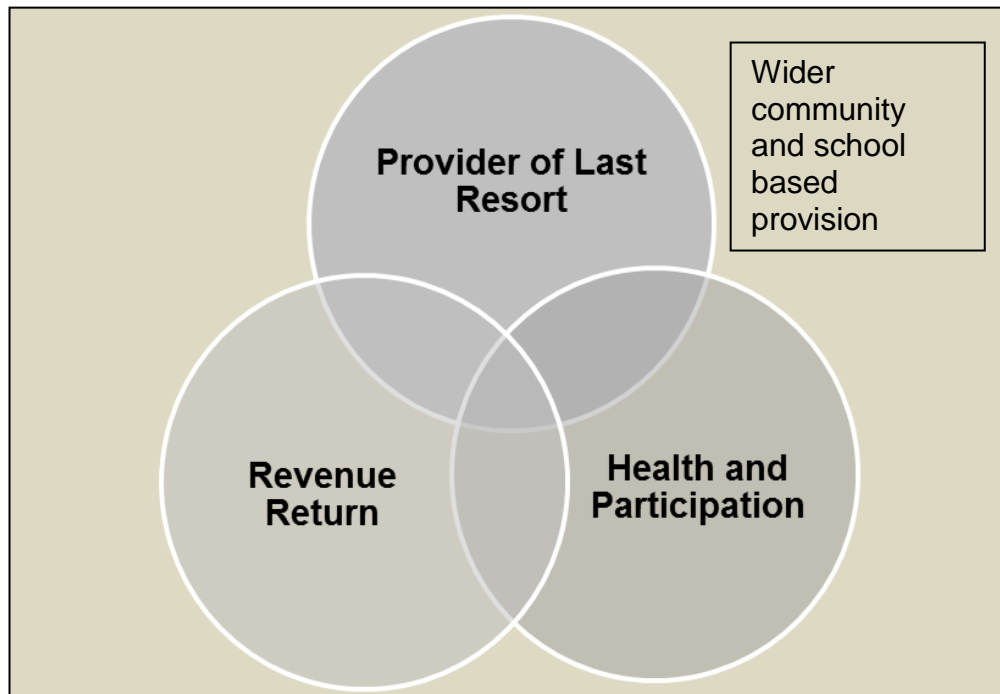 Provider of Last
Resort
Wider
community
and school
based
provision
Revenue
Return
Health and
Participation